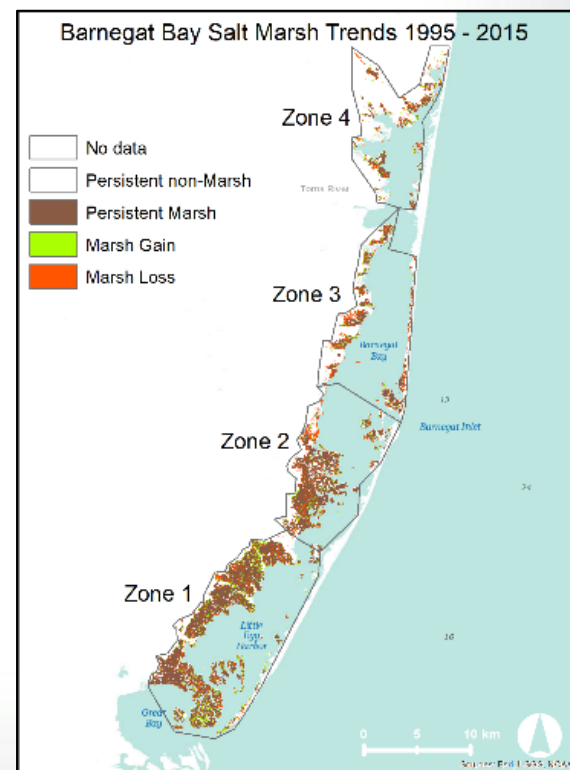 Barnegat Bay Salt Marsh Trends 1995 - 2015
Zone 4
No data
Persistent non-Marsh
Persistent Marsh
Marsh Gain
Marsh Loss
Toms River
Zone 3
Barnegat
Bay
Barnegat Inlet
Zone 2
Zone 1
Little
Harbor
Great
Bay
0 5 10 km